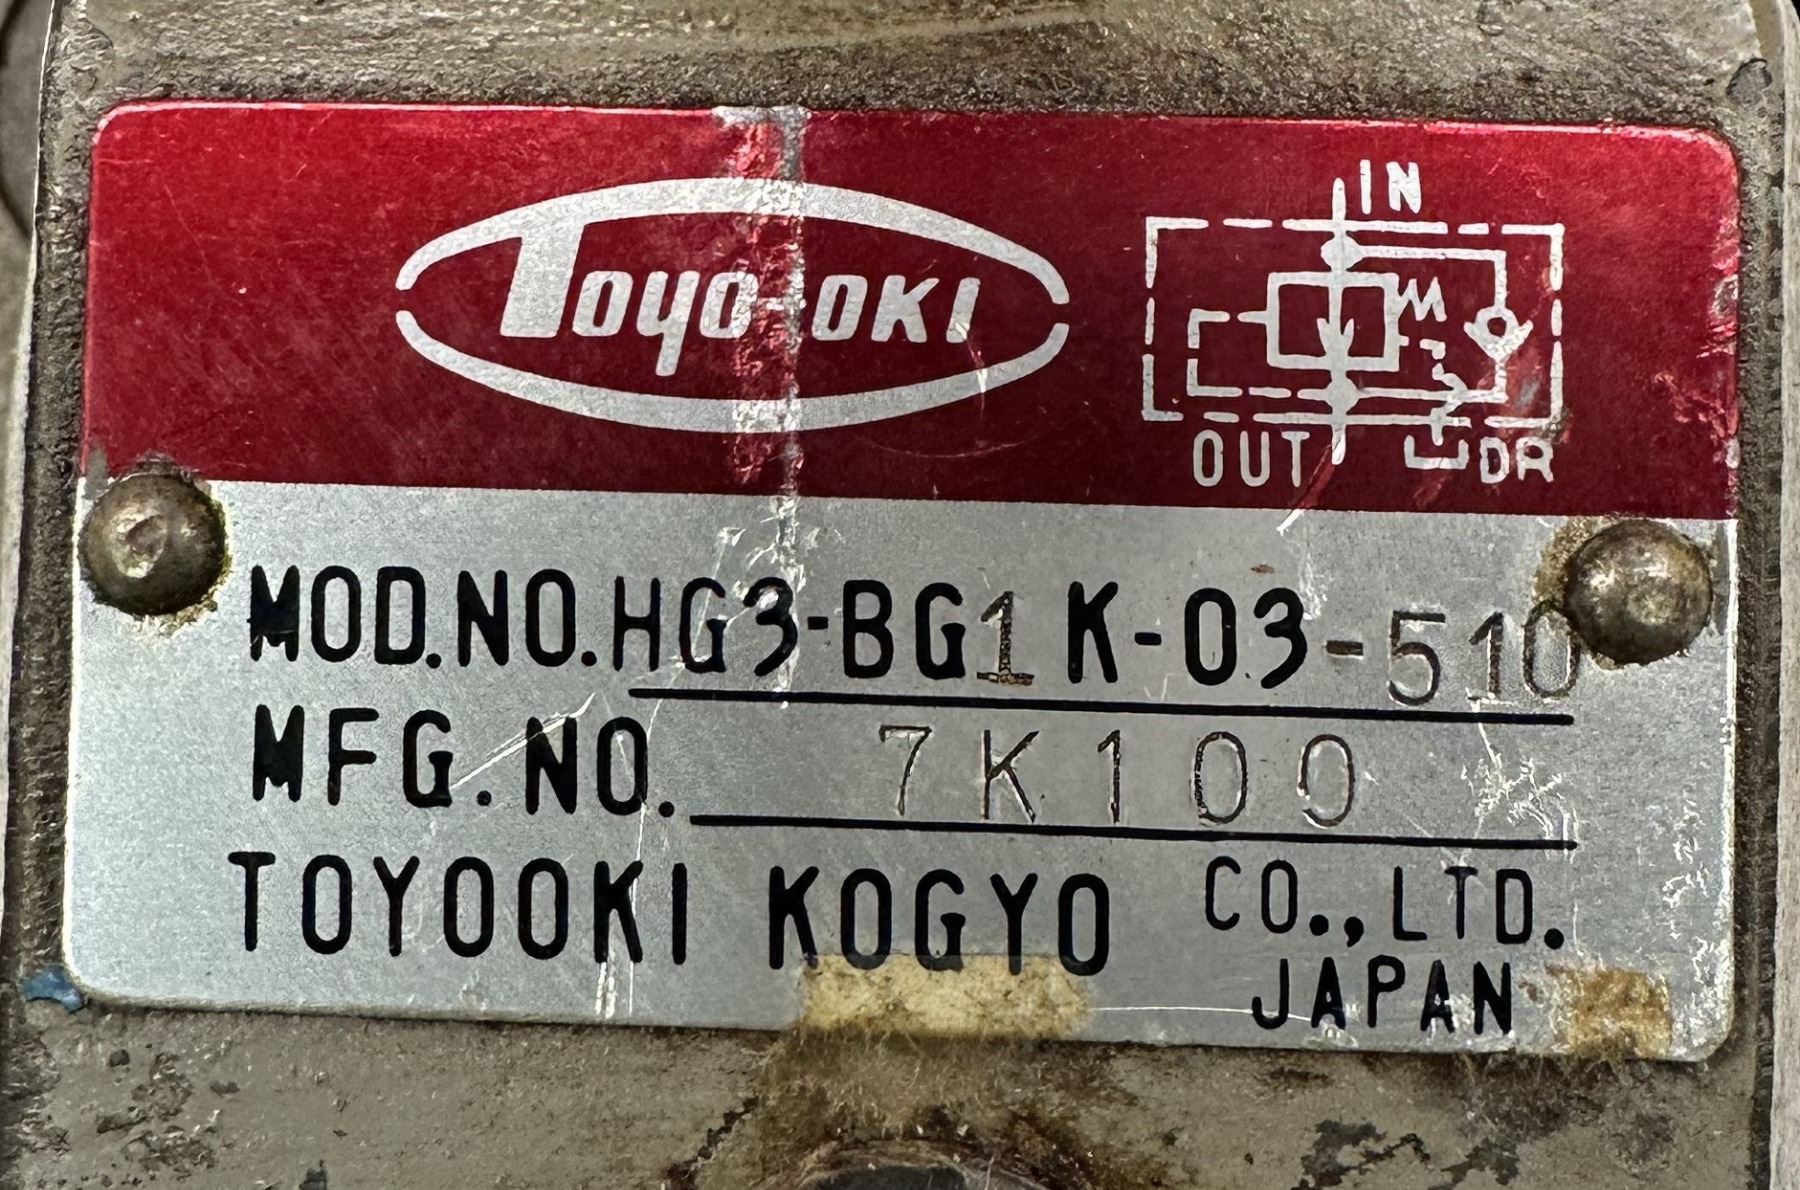 IN
TOYO-OKI
OUT DR
MOD.NO.HG3-BG1K-03-510
MFG.NO. 7K100
TOYOOKI KOGYO CO.,LTD.
JAPAN